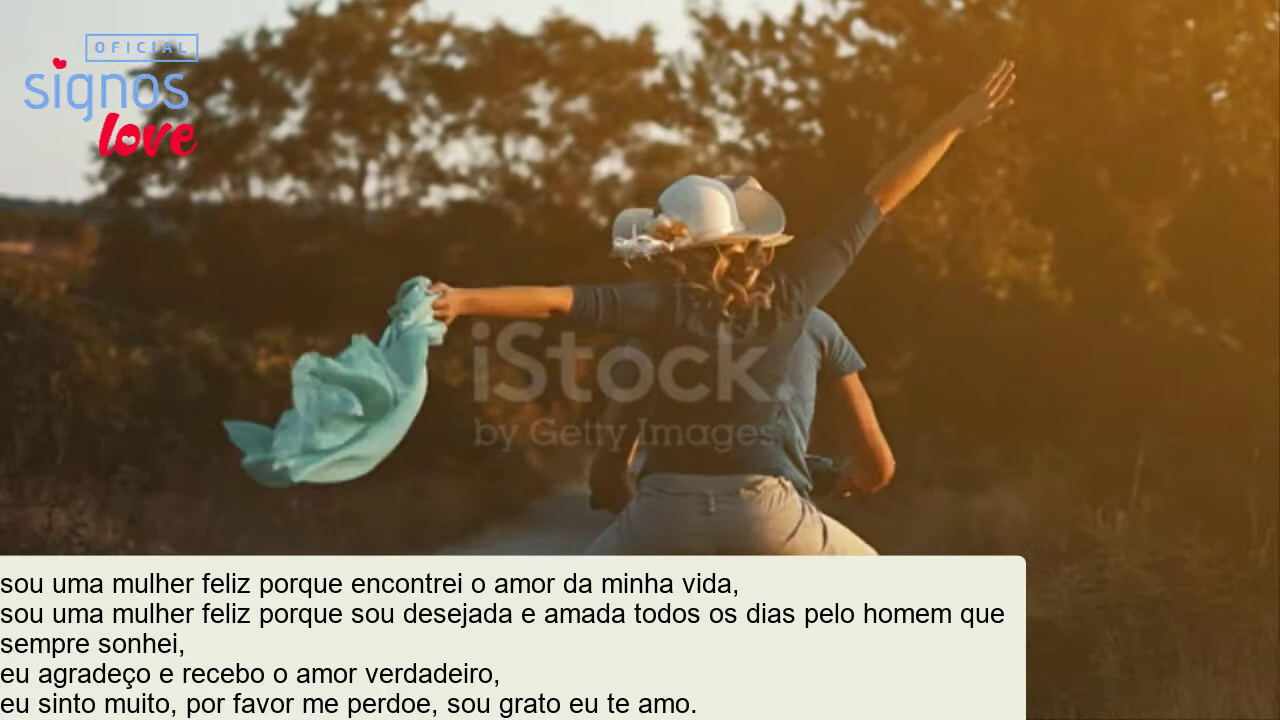 OFICIAL
signos
love
iStock.
by Getty Images
sou uma mulher feliz porque encontrei o amor da minha vida,
sou uma mulher feliz porque sou desejada e amada todos os dias pelo homem que
sempre sonhei,
eu agradeço e recebo o amor verdadeiro,
eu sinto muito, por favor me perdoe, sou grato eu te amo.